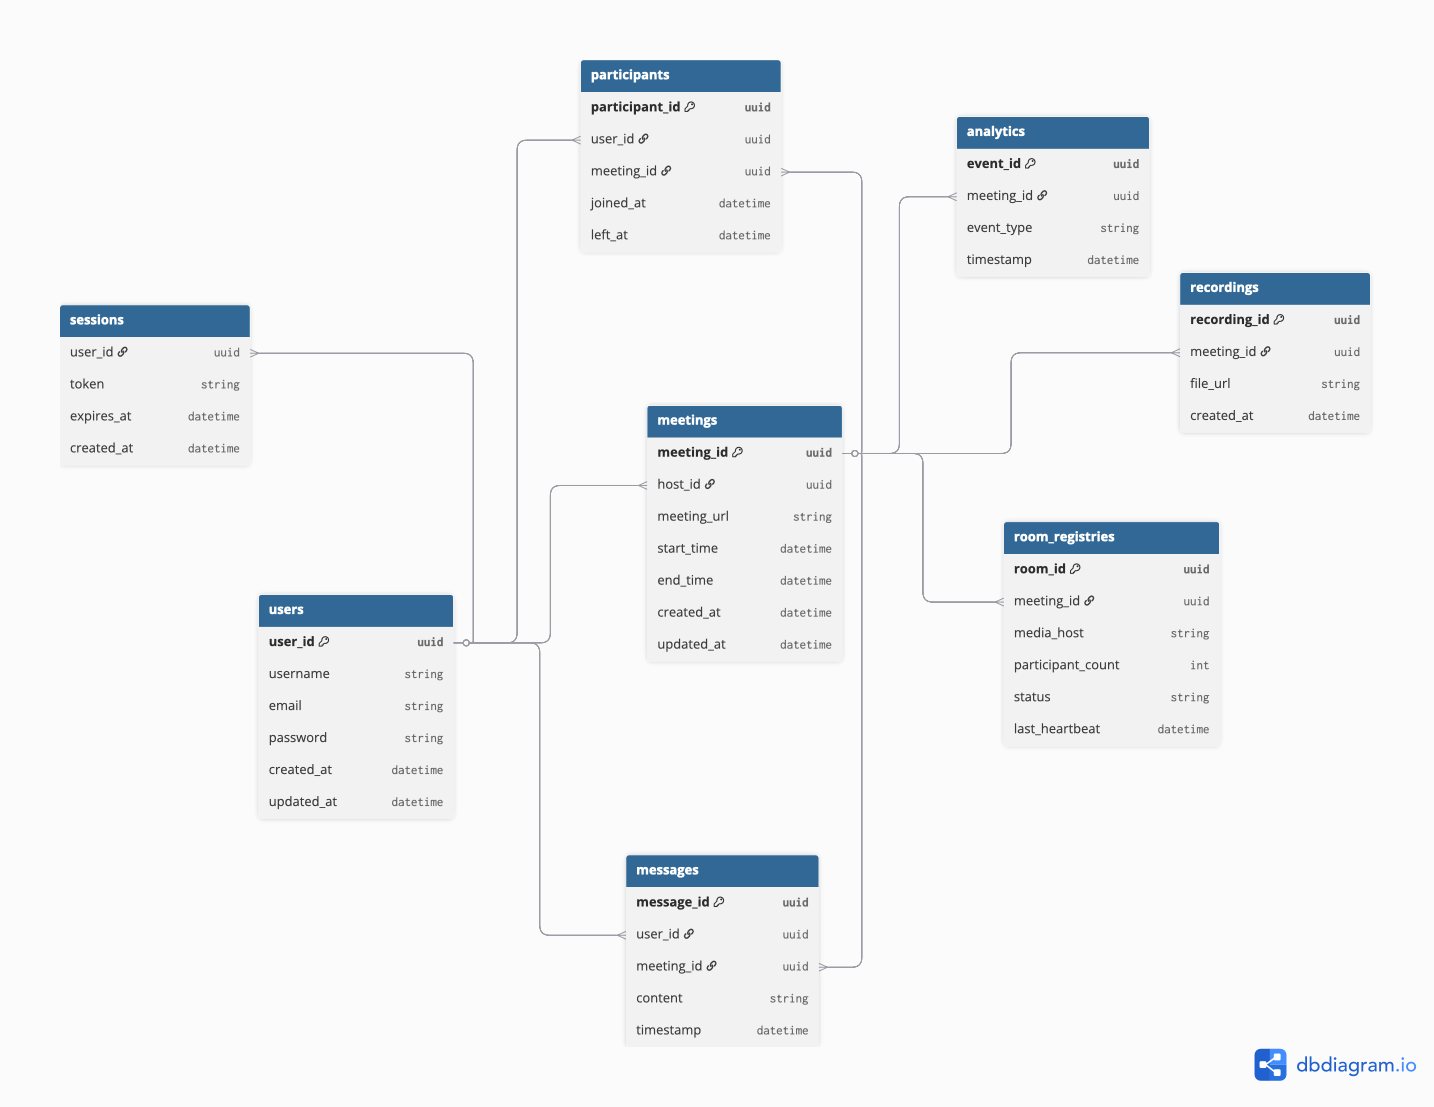 participants
participant_id uuid
user_id uuid
meeting_id uuid
joined_at datetime
left_at datetime
analytics
event_id uuid
meeting_id uuid
event_type string
timestamp datetime
recordings
recording_id uuid
meeting_id uuid
file_url string
created_at datetime
sessions
user_id uuid
token string
expires_at datetime
created_at datetime
meetings
meeting_id uuid
host_id uuid
meeting_url string
start_time datetime
end_time datetime
created_at datetime
updated_at datetime
room_registries
room_id uuid
meeting_id uuid
media_host string
participant_count int
status string
last_heartbeat datetime
users
user_id uuid
username string
email string
password string
created_at datetime
updated_at datetime
messages
message_id uuid
user_id uuid
meeting_id uuid
content string
timestamp datetime
dbdiagram.io